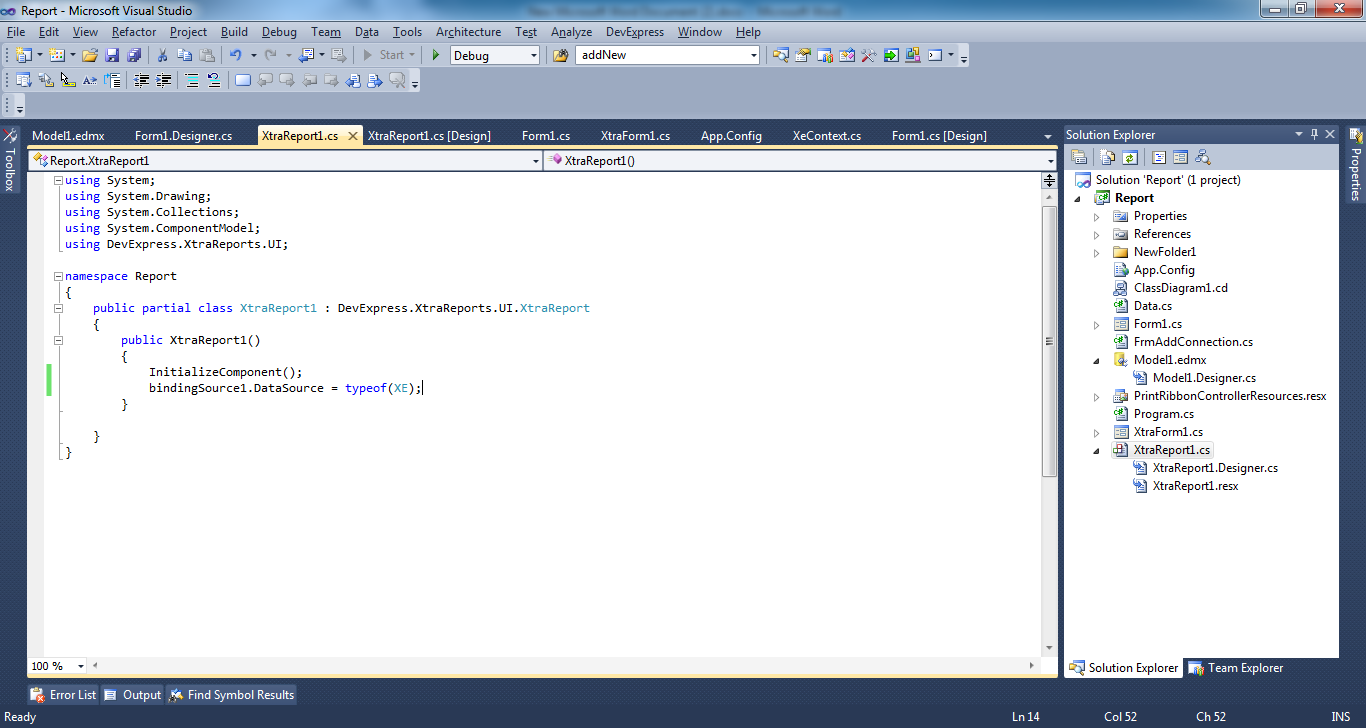 Report - Microsoft Visual Studio
File Edit View Refactor Project Build Debug Team Data Tools Architecture Test Analyze DevExpress Window Help
Start Debug addNew
Model1.edmx Form1.Designer.cs XtraReport1.cs XtraReport1.cs [Design] Form1.cs XtraForm1.cs App.Config XeContext.cs Form1.cs [Design]
Toolbox
Report.XtraReport1 XtraReport1()
using System;
using System.Drawing;
using System.Collections;
using System.ComponentModel;
using DevExpress.XtraReports.UI;
namespace Report
{
public partial class XtraReport1 : DevExpress.XtraReports.UI.XtraReport
{
public XtraReport1()
{
InitializeComponent();
bindingSource1.DataSource = typeof(XE);
}
}
}
100 %
Solution Explorer
Properties
Solution 'Report' (1 project)
Report
Properties
References
NewFolder1
App.Config
ClassDiagram1.cd
Data.cs
Form1.cs
FrmAddConnection.cs
Model1.edmx
Model1.Designer.cs
PrintRibbonControllerResources.resx
Program.cs
XtraForm1.cs
XtraReport1.cs
XtraReport1.Designer.cs
XtraReport1.resx
Solution Explorer Team Explorer
Error List Output Find Symbol Results
Ready Ln 14 Col 52 Ch 52 INS